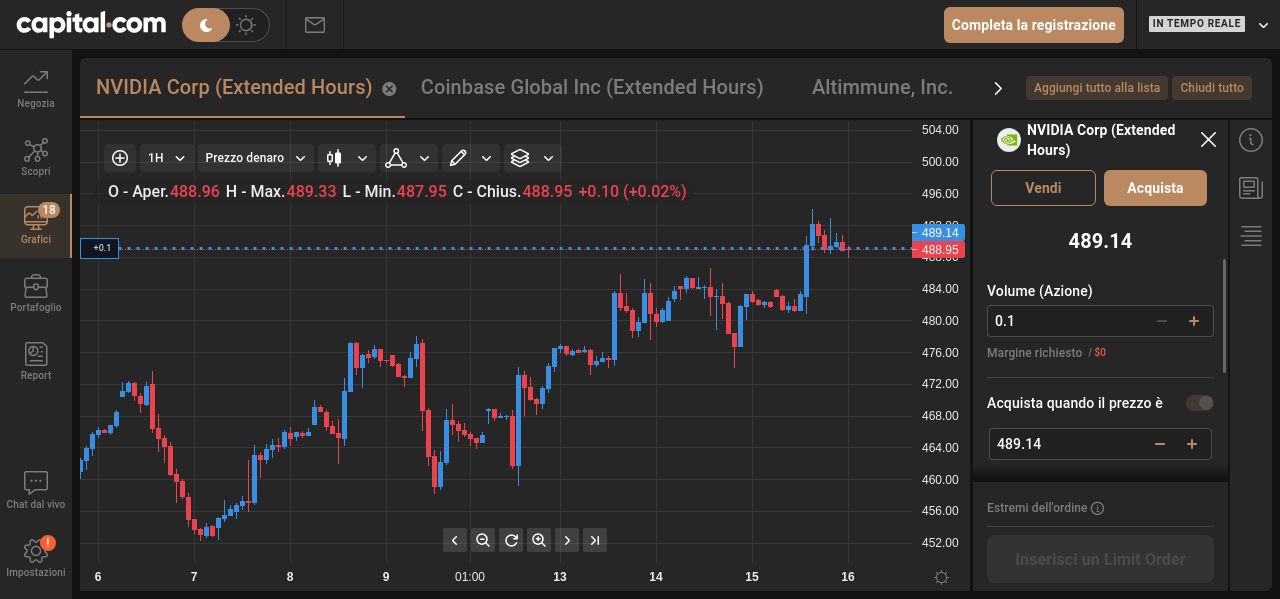 capital.com
Completa la registrazione
IN TEMPO REALE
Negozia
Scopri
18
Grafici
Portafoglio
Report
Chat dal vivo
!
Impostazioni
NVIDIA Corp (Extended Hours)
Coinbase Global Inc (Extended Hours)
Altimmune, Inc.
Aggiungi tutto alla lista
Chiudi tutto
1H
Prezzo denaro
O - Aper.488.96 H - Max.489.33 L - Min.487.95 C - Chius.488.95 +0.10 (+0.02%)
+0.1
504.00
500.00
496.00
492.00
489.14
488.95
488.00
484.00
480.00
476.00
472.00
468.00
464.00
460.00
456.00
452.00
6 7 8 9 01:00 13 14 15 16
NVIDIA Corp (Extended
Hours)
Vendi
Acquista
489.14
Volume (Azione)
0.1
Margine richiesto / $0
Acquista quando il prezzo è
489.14
Estremi dell'ordine
Inserisci un Limit Order